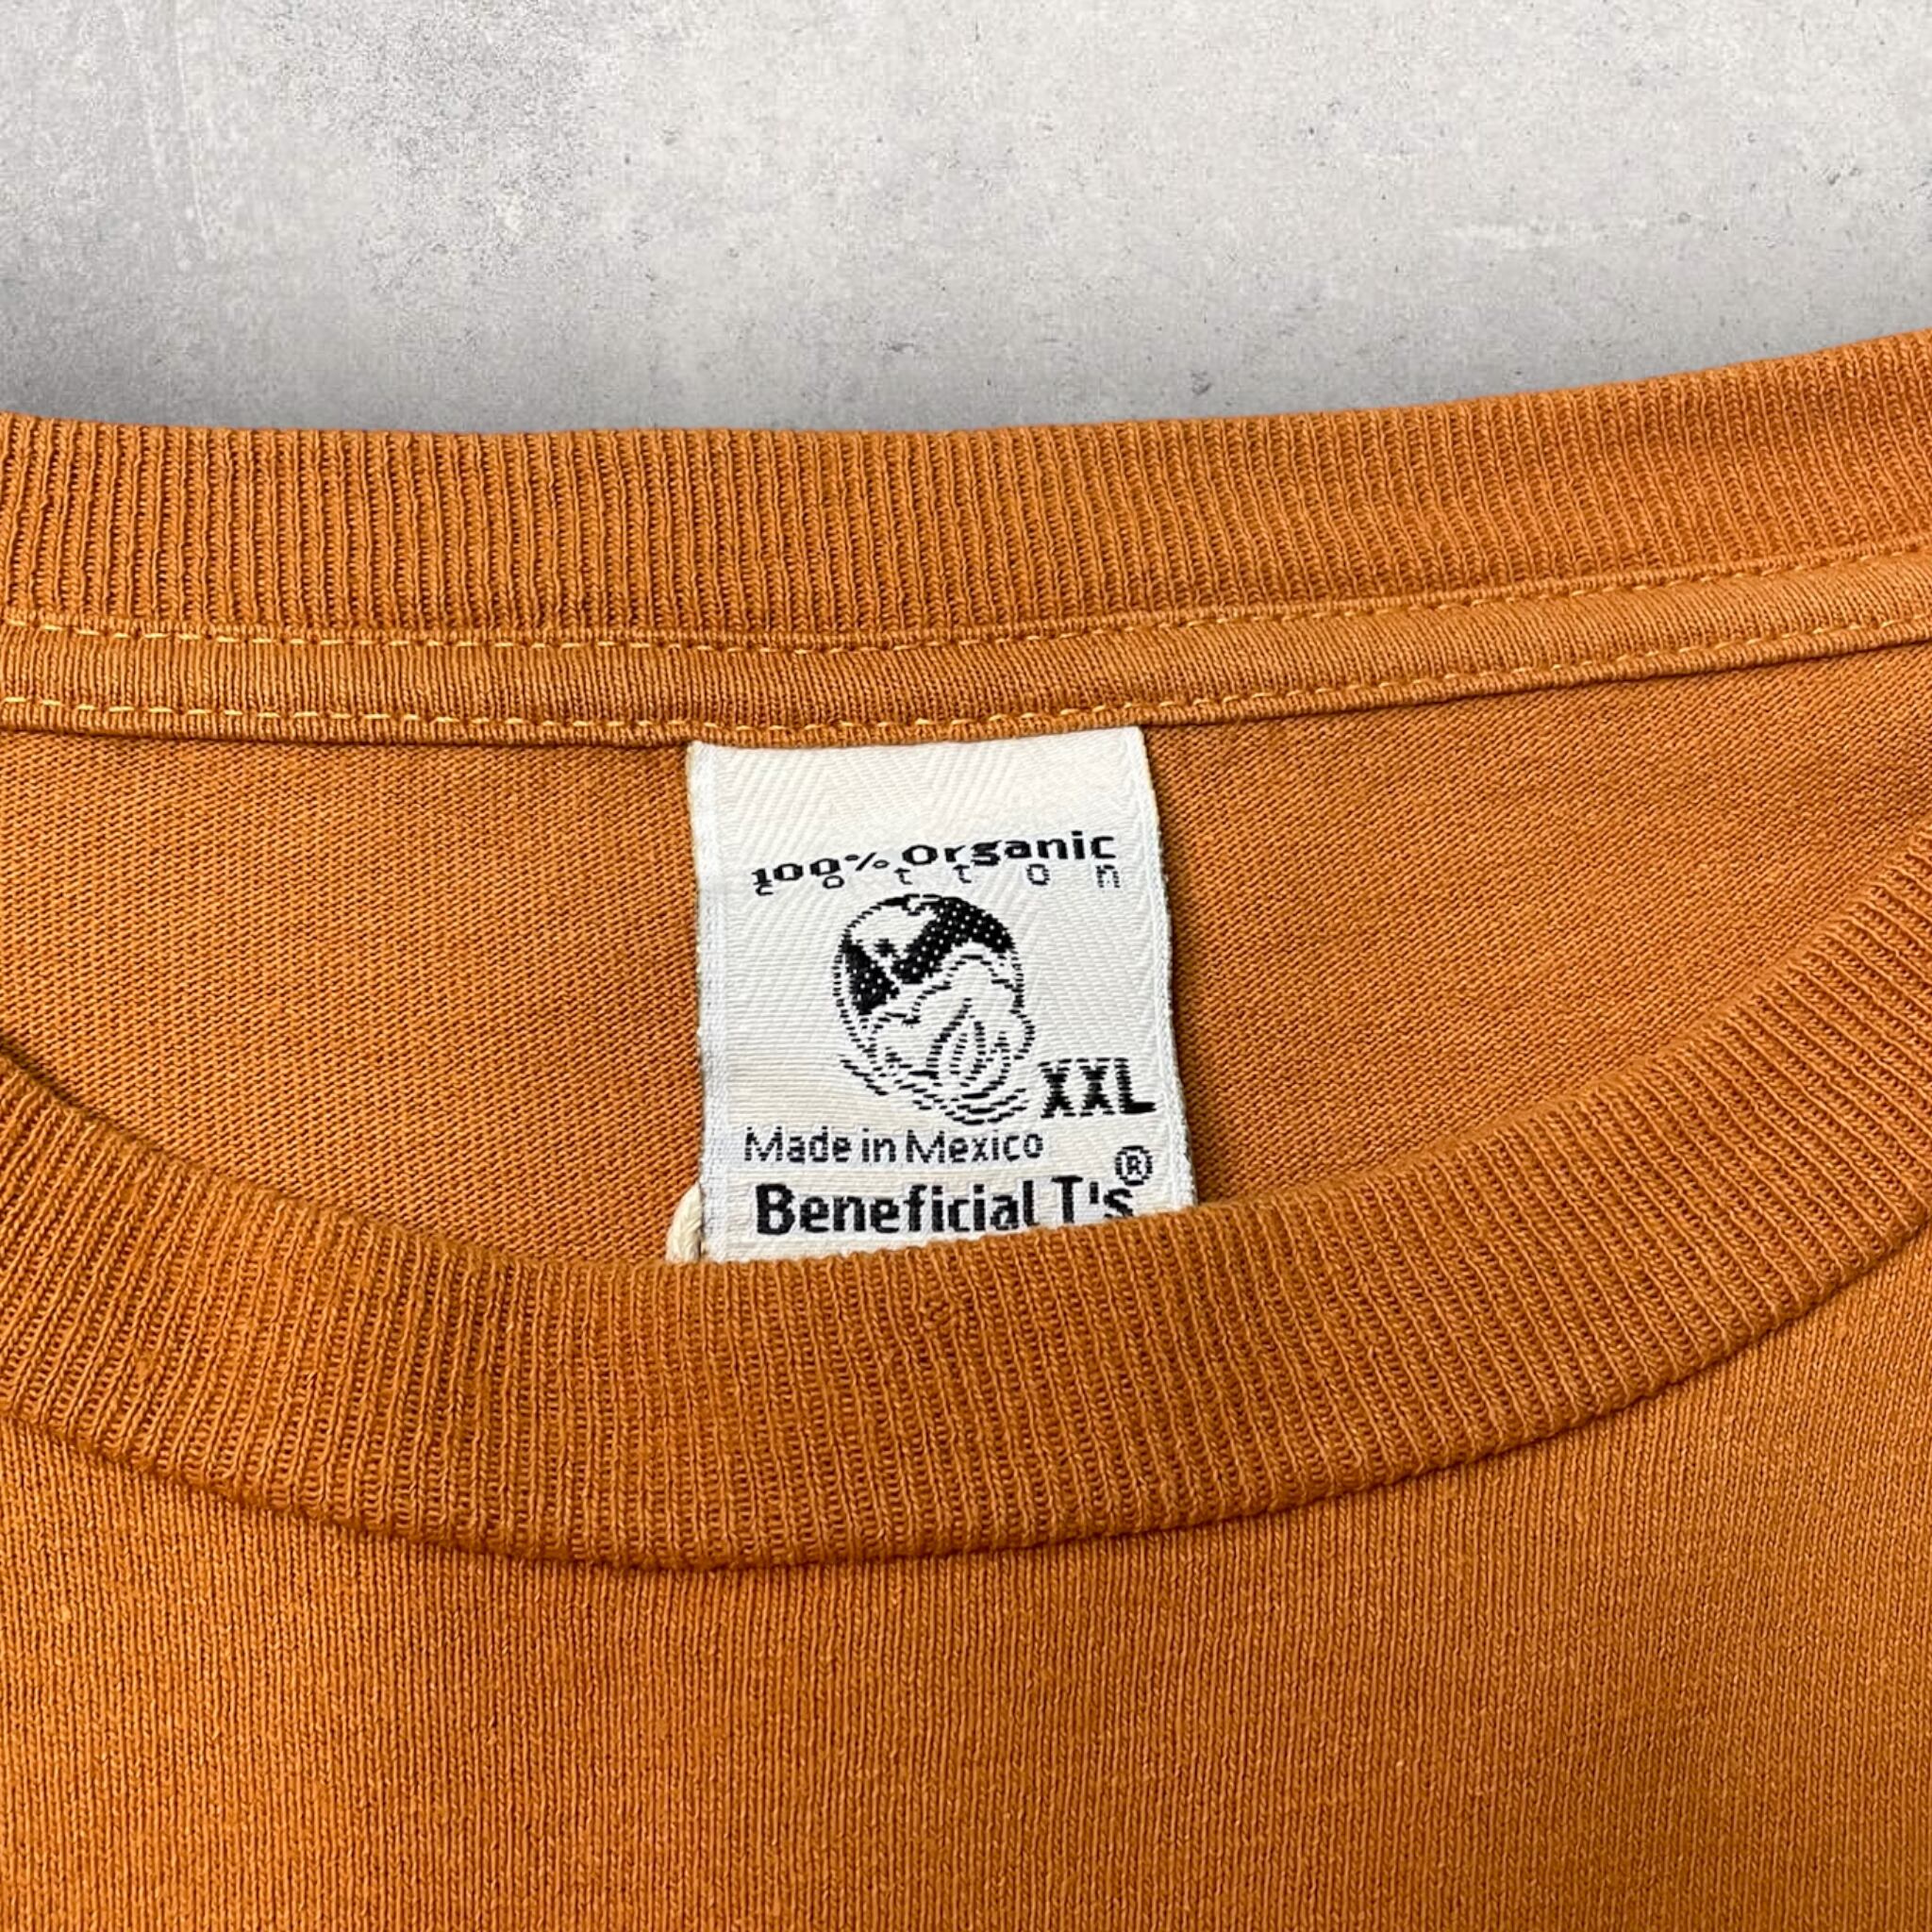 100% Organic
cotton
XXL
Made in Mexico
Beneficial T's®